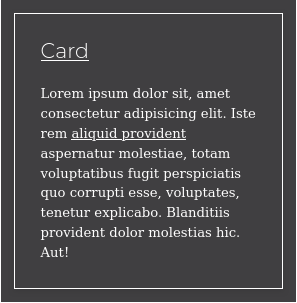 Card
Lorem ipsum dolor sit, amet
consectetur adipisicing elit. Iste
rem aliquid provident
aspernatur molestiae, totam
voluptatibus fugit perspiciatis
quo corrupti esse, voluptates,
tenetur explicabo. Blanditiis
provident dolor molestias hic.
Aut!